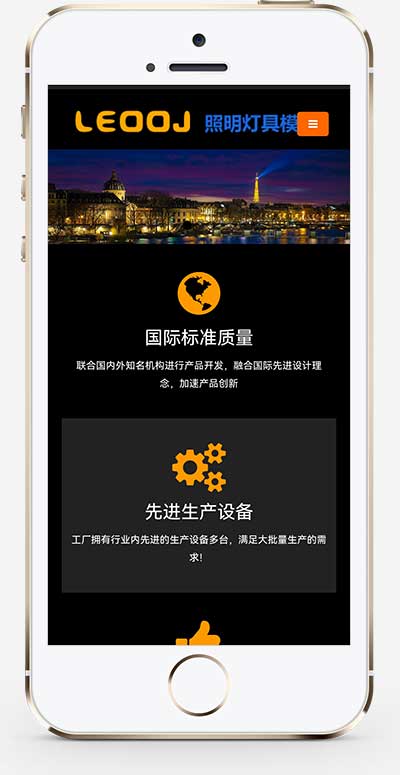 LEOOJ 照明灯具模
国际标准质量
联合国内外知名机构进行产品开发，融合国际先进设计理
念，加速产品创新
先进生产设备
工厂拥有行业内先进的生产设备多台，满足大批量生产的需
求！